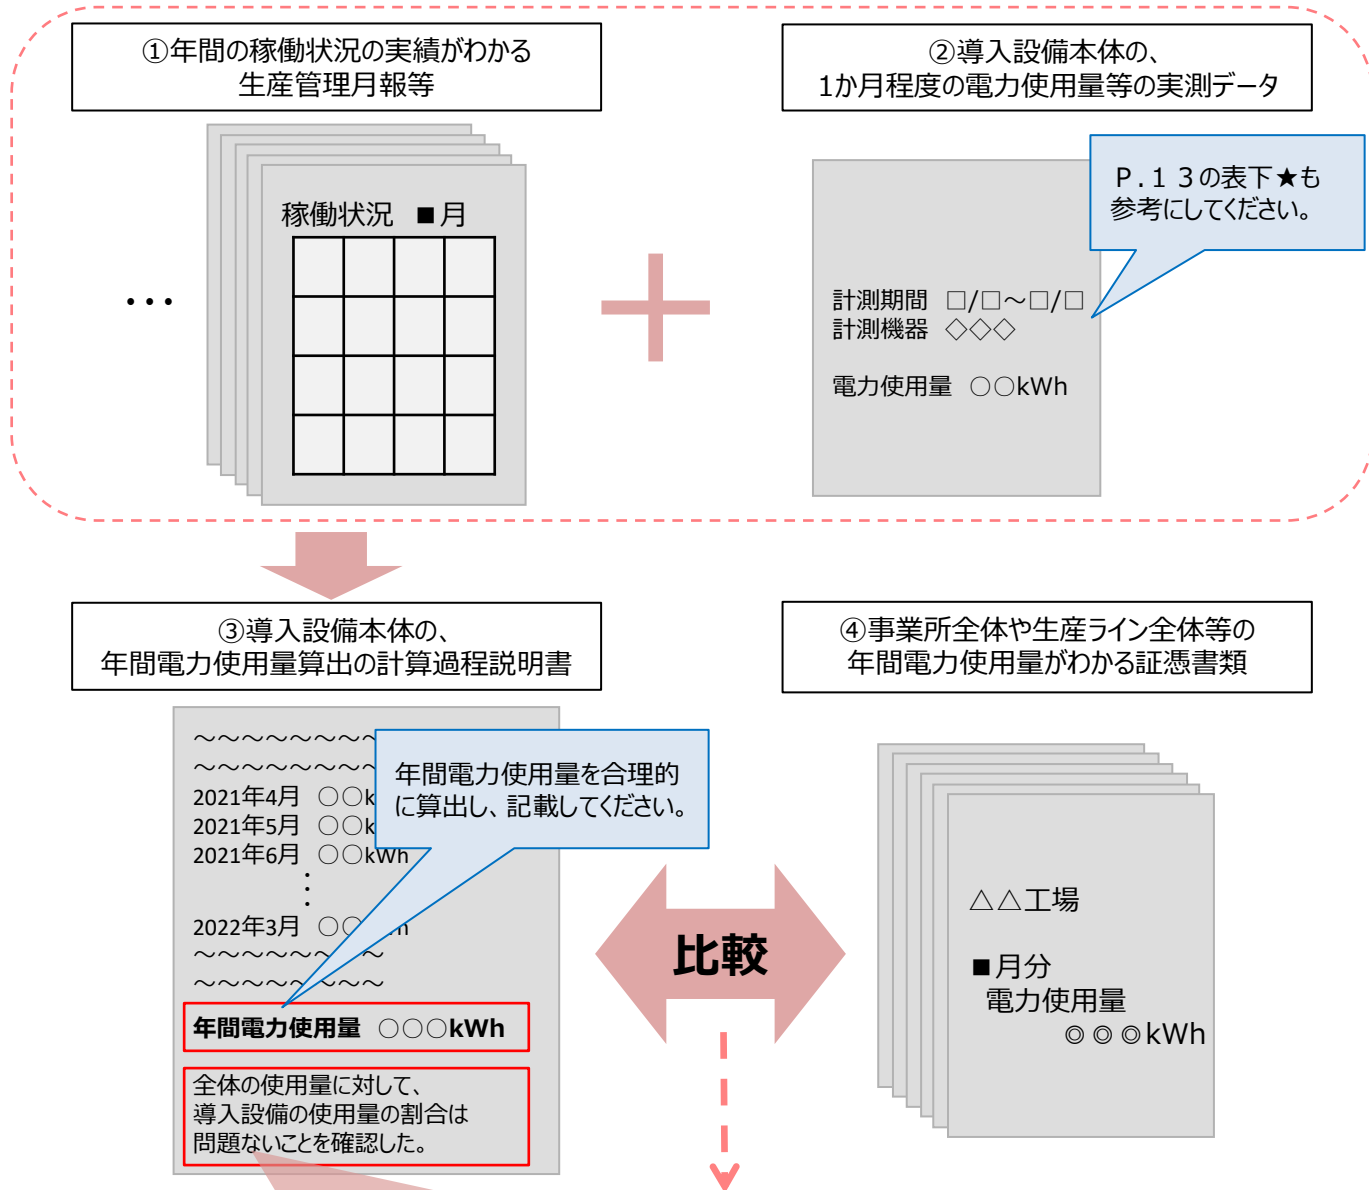 ①年間の稼働状況の実績がわかる
生産管理月報等
②導入設備本体の、
1か月程度の電力使用量等の実測データ
P.13の表下★も
参考にしてください。
稼働状況 ■月
・・・
計測期間 □/□～□/□
計測機器 ◇◇◇
電力使用量 ○○kWh
③導入設備本体の、
年間電力使用量算出の計算過程説明書
④事業所全体や生産ライン全体等の
年間電力使用量がわかる証憑書類
～～～～～～～～
～～～～～～～～
年間電力使用量を合理的
に算出し、記載してください。
2021年4月 ○○k
2021年5月 ○○k
2021年6月 ○○kWh
⋮
2022年3月 ○○
～～～～～～～～
～～～～～～～～
年間電力使用量 ○○○kWh
全体の使用量に対して、
導入設備の使用量の割合は
問題ないことを確認した。
比較
△△工場
■月分
電力使用量
◎◎◎kWh